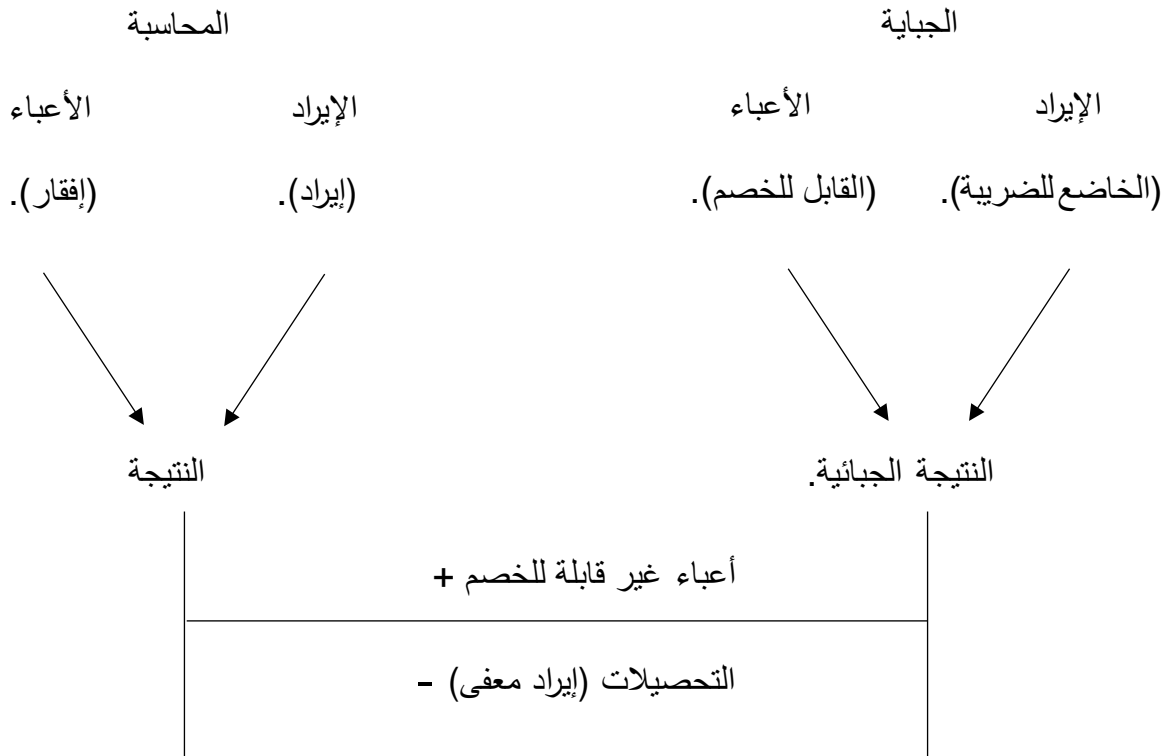 الجباية
المحاسبة
الإيراد
الأعباء
الإيراد
الأعباء
(الخاضع للضريبة).
(القابل للخصم).
(إيراد).
(إفقار).
النتيجة الجبائية.
النتيجة
أعباء غير قابلة للخصم +
التحصيلات (إيراد معفى) -